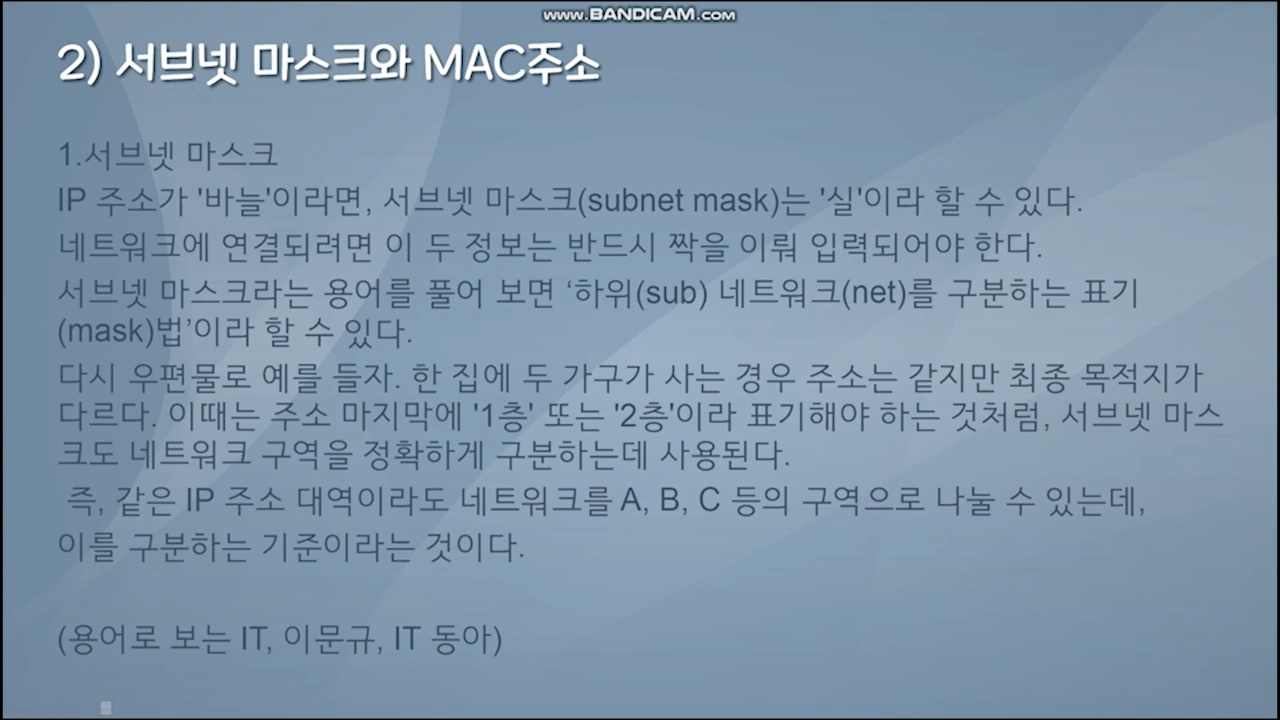 www.BANDICAM.com
2) 서브넷 마스크와 MAC주소
1.서브넷 마스크
IP 주소가 '바늘'이라면, 서브넷 마스크(subnet mask)는 '실'이라 할 수 있다.
네트워크에 연결되려면 이 두 정보는 반드시 짝을 이뤄 입력되어야 한다.
서브넷 마스크라는 용어를 풀어 보면 ‘하위(sub) 네트워크(net)를 구분하는 표기
(mask)법’이라 할 수 있다.
다시 우편물로 예를 들자. 한 집에 두 가구가 사는 경우 주소는 같지만 최종 목적지가
다르다. 이때는 주소 마지막에 '1층' 또는 '2층'이라 표기해야 하는 것처럼, 서브넷 마스
크도 네트워크 구역을 정확하게 구분하는데 사용된다.
즉, 같은 IP 주소 대역이라도 네트워크를 A, B, C 등의 구역으로 나눌 수 있는데,
이를 구분하는 기준이라는 것이다.
(용어로 보는 IT, 이문규, IT 동아)